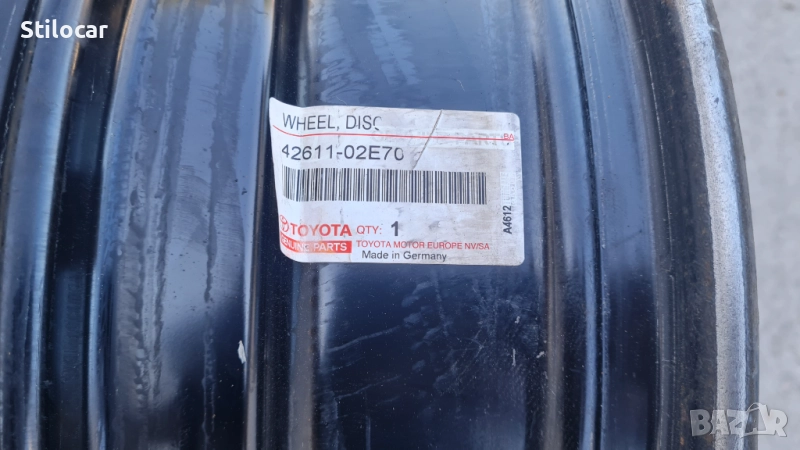 Stilocar
WHEEL, DISC
42611-02E70
A4612
TOYOTA QTY: 1
GENUINE PARTS TOYOTA MOTOR EUROPE NV/SA
Made in Germany
BAZAR